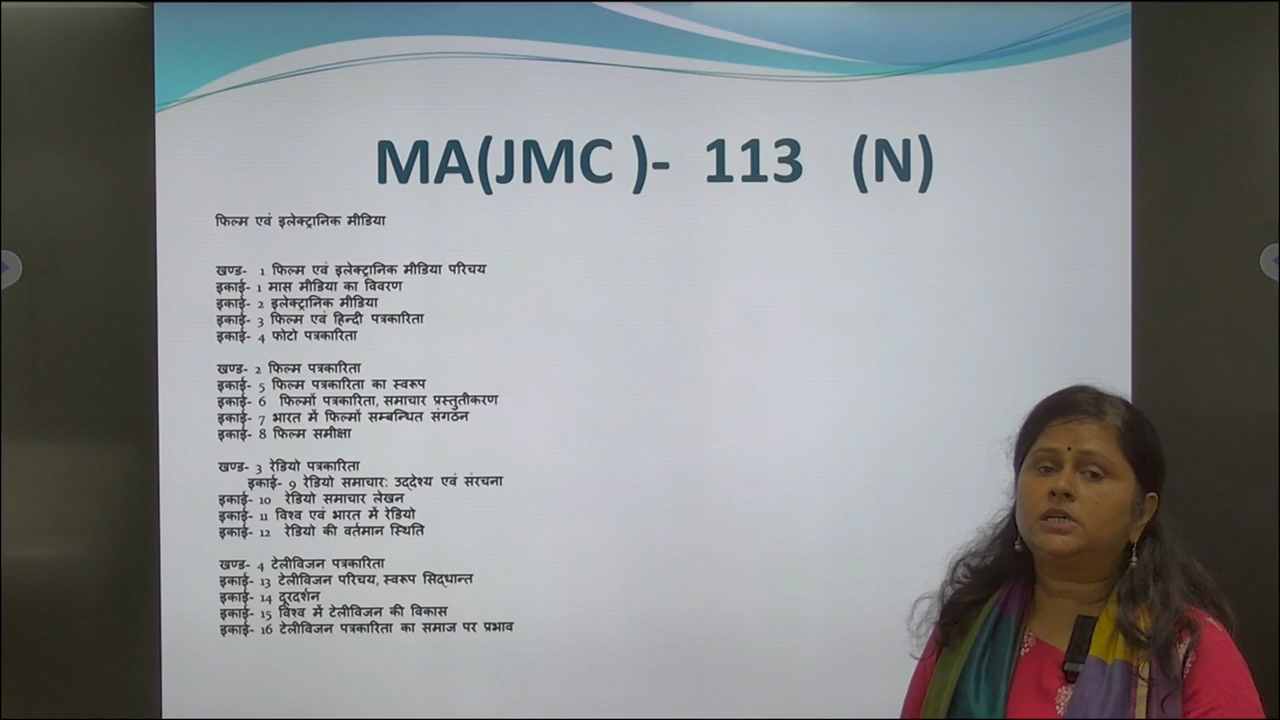 MA(JMC )- 113 (N)
फिल्म एवं इलेक्ट्रानिक मीडिया
खण्ड- 1 फिल्म एवं इलेक्ट्रानिक मीडिया परिचय
इकाई- 1 मास मीडिया का विवरण
इकाई- 2 इलेक्ट्रानिक मीडिया
इकाई- 3 फिल्म एवं हिन्दी पत्रकारिता
इकाई- 4 फोटो पत्रकारिता
खण्ड- 2 फिल्म पत्रकारिता
इकाई- 5 फिल्म पत्रकारिता का स्वरूप
इकाई- 6 फिल्मों पत्रकारिता, समाचार प्रस्तुतीकरण
इकाई- 7 भारत में फिल्मों सम्बन्धित संगठन
इकाई- 8 फिल्म समीक्षा
खण्ड- 3 रेडियो पत्रकारिता
इकाई- 9 रेडियो समाचार: उद्देश्य एवं संरचना
इकाई- 10 रेडियो समाचार लेखन
इकाई- 11 विश्व एवं भारत में रेडियो
इकाई- 12 रेडियो की वर्तमान स्थिति
खण्ड- 4 टेलीविजन पत्रकारिता
इकाई- 13 टेलीविजन परिचय, स्वरूप सिद्धान्त
इकाई- 14 दूरदर्शन
इकाई- 15 विश्व में टेलीविजन की विकास
इकाई- 16 टेलीविजन पत्रकारिता का समाज पर प्रभाव